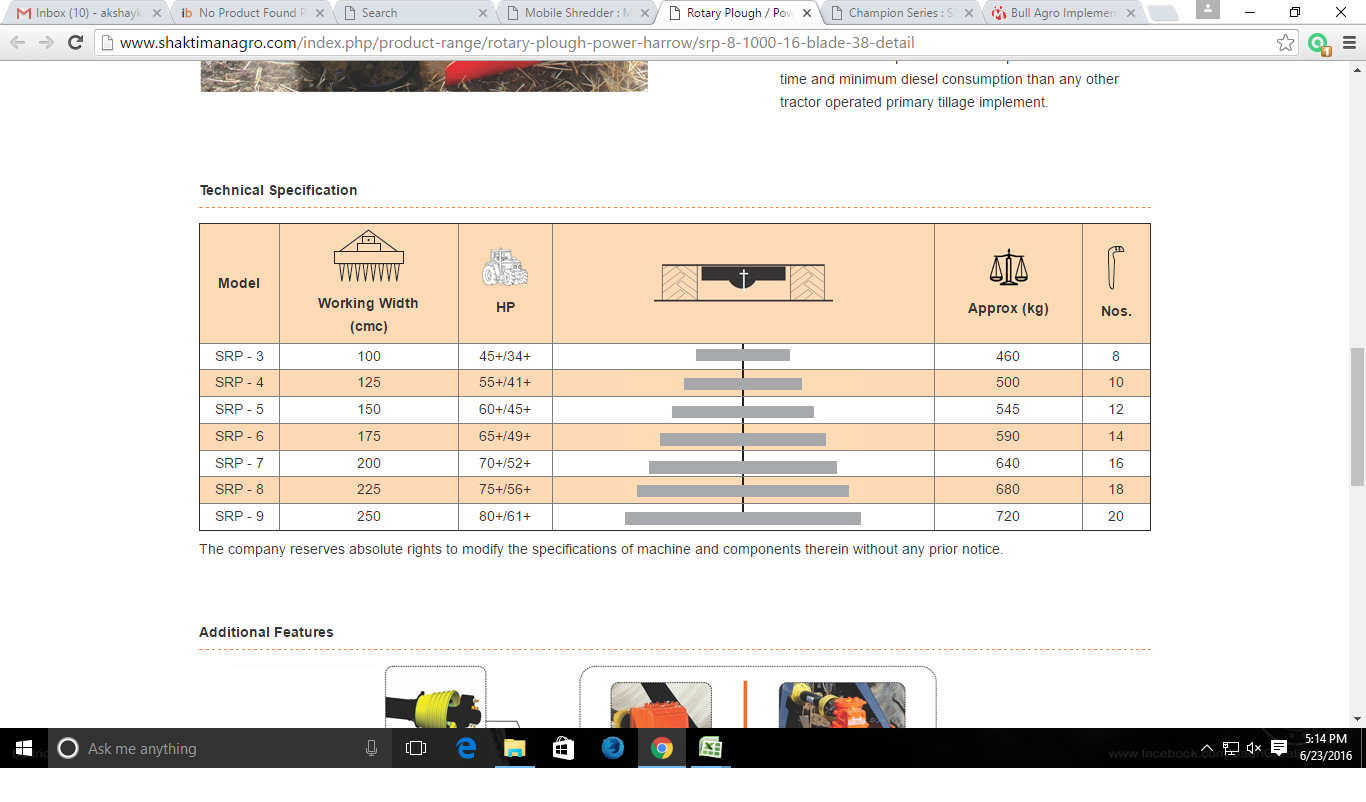 Inbox (10) - akshayk
No Product Found
Search
Mobile Shredder : M
Rotary Plough / Pow
Champion Series : S
Bull Agro Implemen
www.shaktimanagro.com/index.php/product-range/rotary-plough-power-harrow/srp-8-1000-16-blade-38-detail
time and minimum diesel consumption than any other
tractor operated primary tillage implement.
Technical Specification
Model Working Width (cmc) HP Approx (kg) Nos.
SRP - 3 100 45+/34+ 460 8
SRP - 4 125 55+/41+ 500 10
SRP - 5 150 60+/45+ 545 12
SRP - 6 175 65+/49+ 590 14
SRP - 7 200 70+/52+ 640 16
SRP - 8 225 75+/56+ 680 18
SRP - 9 250 80+/61+ 720 20
The company reserves absolute rights to modify the specifications of machine and components therein without any prior notice.
Additional Features
Ask me anything
www.facebook.com
5:14 PM
6/23/2016